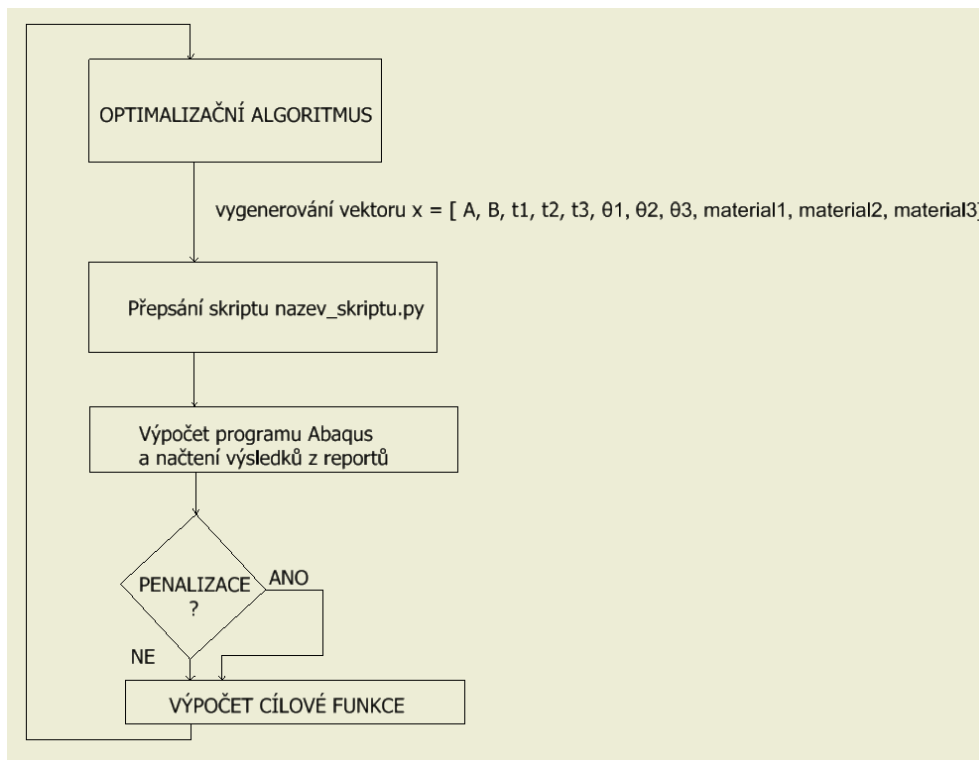 OPTIMALIZAČNÍ ALGORITMUS
vygenerování vektoru x = [ A, B, t1, t2, t3, θ1, θ2, θ3, material1, material2, material3]
Přepsání skriptu nazev_skriptu.py
Výpočet programu Abaqus
a načtení výsledků z reportů
PENALIZACE
?
ANO
NE
VÝPOČET CÍLOVÉ FUNKCE